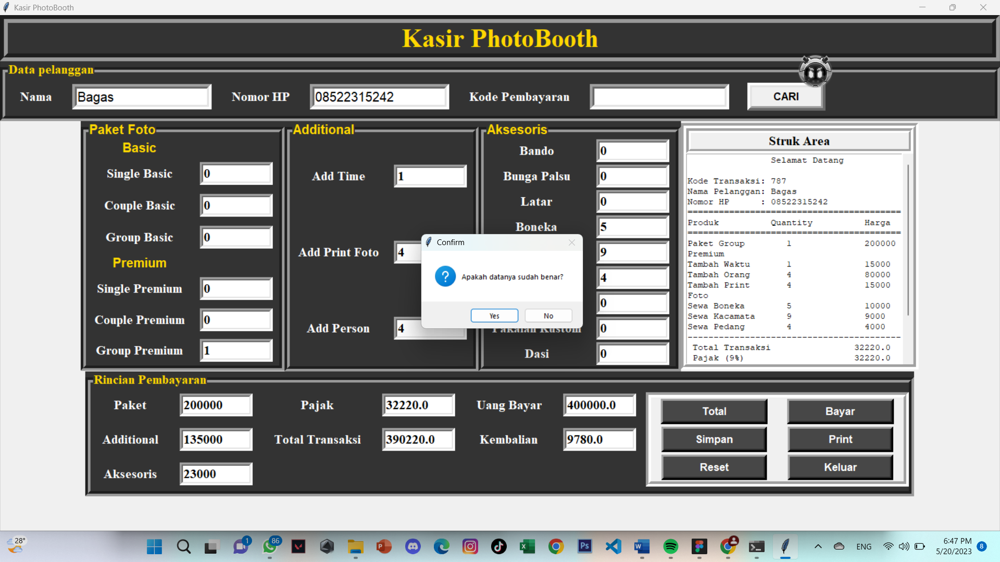 Kasir PhotoBooth
Kasir PhotoBooth
Data pelanggan
Nama Bagas Nomor HP 08522315242 Kode Pembayaran CARI
Paket Foto
Basic
Single Basic 0
Couple Basic 0
Group Basic 0
Premium
Single Premium 0
Couple Premium 0
Group Premium 1
Additional
Add Time 1
Add Print Foto 4
Add Person 4
Aksesoris
Bando 0
Bunga Palsu 0
Latar 0
Boneka 5
9
4
0
Pakaian Kustom 0
Dasi 0
Struk Area
Selamat Datang
Kode Transaksi: 787
Nama Pelanggan: Bagas
Nomor HP : 08522315242
=========================================
Produk Quantity Harga
=========================================
Paket Group 1 200000
Premium
Tambah Waktu 1 15000
Tambah Orang 4 80000
Tambah Print 4 15000
Foto
Sewa Boneka 5 10000
Sewa Kacamata 9 9000
Sewa Pedang 4 4000
-----------------------------------------
Total Transaksi 32220.0
Pajak (9%) 32220.0
Confirm
Apakah datanya sudah benar?
Yes No
Rincian Pembayaran
Paket 200000 Pajak 32220.0 Uang Bayar 400000.0
Additional 135000 Total Transaksi 390220.0 Kembalian 9780.0
Aksesoris 23000
Total Bayar
Simpan Print
Reset Keluar
28°
1
86
P
X
Ps
W
ENG
6:47 PM
5/20/2023
8